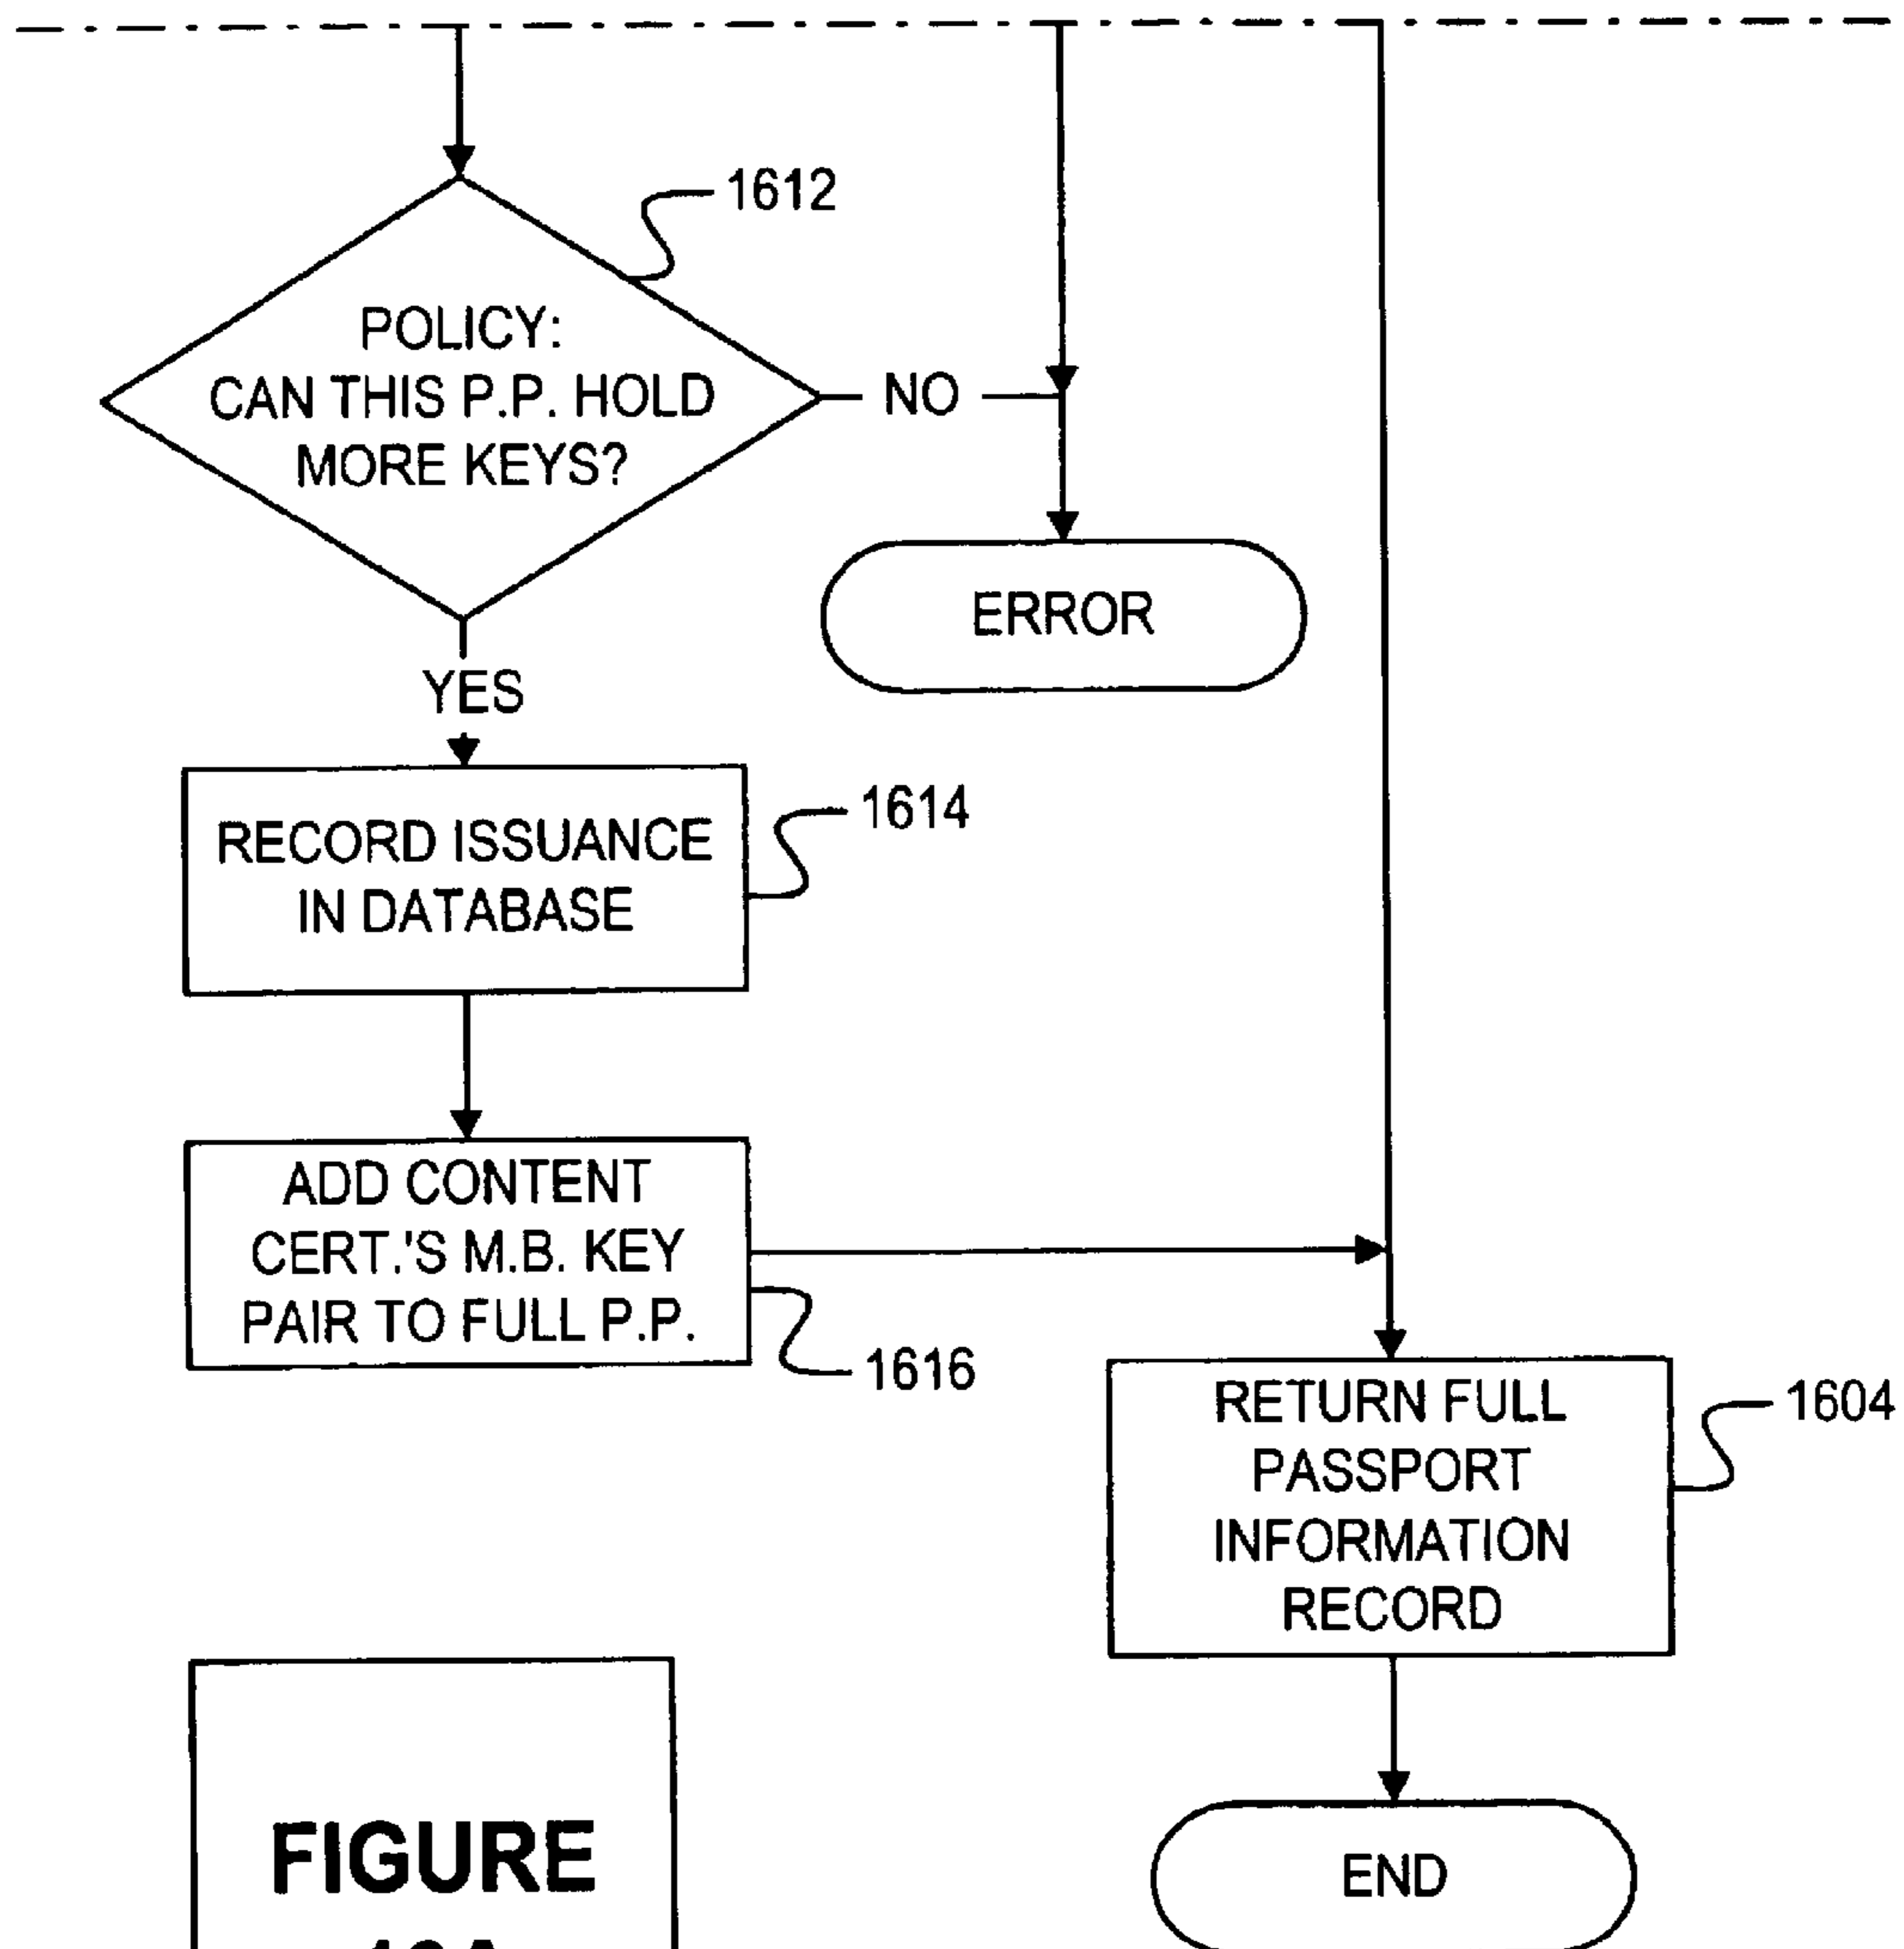 1612
POLICY:
CAN THIS P.P. HOLD
MORE KEYS?
NO
ERROR
YES
1614
RECORD ISSUANCE
IN DATABASE
ADD CONTENT
CERT.'S M.B. KEY
PAIR TO FULL P.P.
1616
RETURN FULL
PASSPORT
INFORMATION
RECORD
1604
END
FIGURE